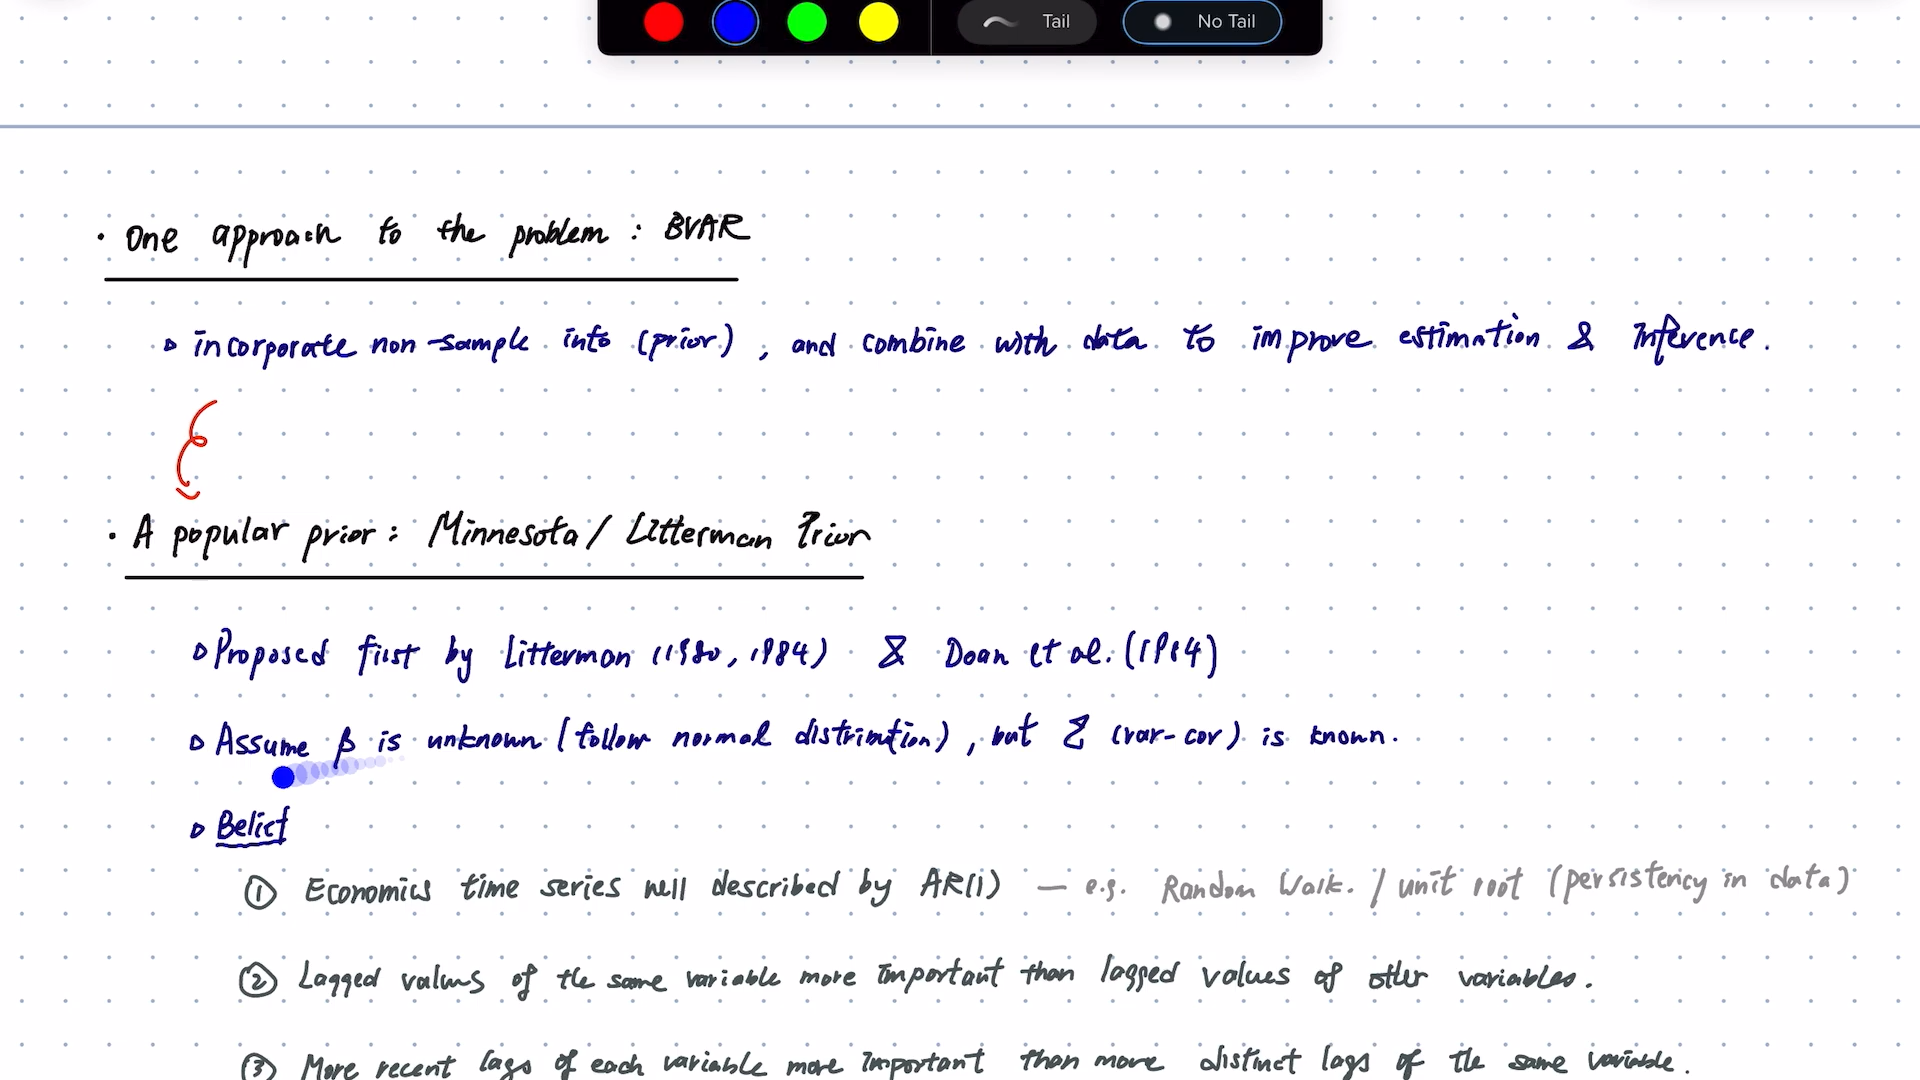 Tail No Tail
· One approach to the problem : BVAR
▹ incorporate non-sample info (prior), and combine with data to improve estimation & Inference.
· A popular prior: Minnesota / Litterman Prior
▹ Proposed first by Litterman (1980, 1984) & Doan et al. (1984)
▹ Assume β is unknown (follow normal distribution), but Σ (var-cov) is known.
▹ Belief
① Economics time series well described by AR(1) — e.g. Random Walk. / unit root (persistency in data)
② Lagged values of the same variable more important than lagged values of other variables.
③ More recent lags of each variable more important than more distinct lags of the same variable.